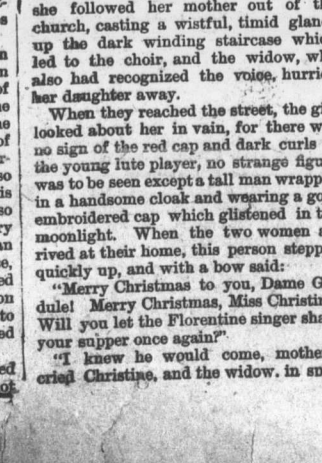 she followed her mother out of t
church, casting a wistful, timid glan
up the dark winding staircase whic
led to the choir, and the widow, wh
also had recognized the voice, hurri
her daughter away.
When they reached the street, the gi
looked about her in vain, for there w
no sign of the red cap and dark curls
the young lute player, no strange figu
was to be seen except a tall man wrapp
in a handsome cloak and wearing a go
embroidered cap which glistened in t
moonlight. When the two women a
rived at their home, this person stepp
quickly up, and with a bow said:
"Merry Christmas to you, Dame G
dule! Merry Christmas, Miss Christin
Will you let the Florentine singer sha
your supper once again?"
"I knew he would come, mothe
cried Christine, and the widow. in sp